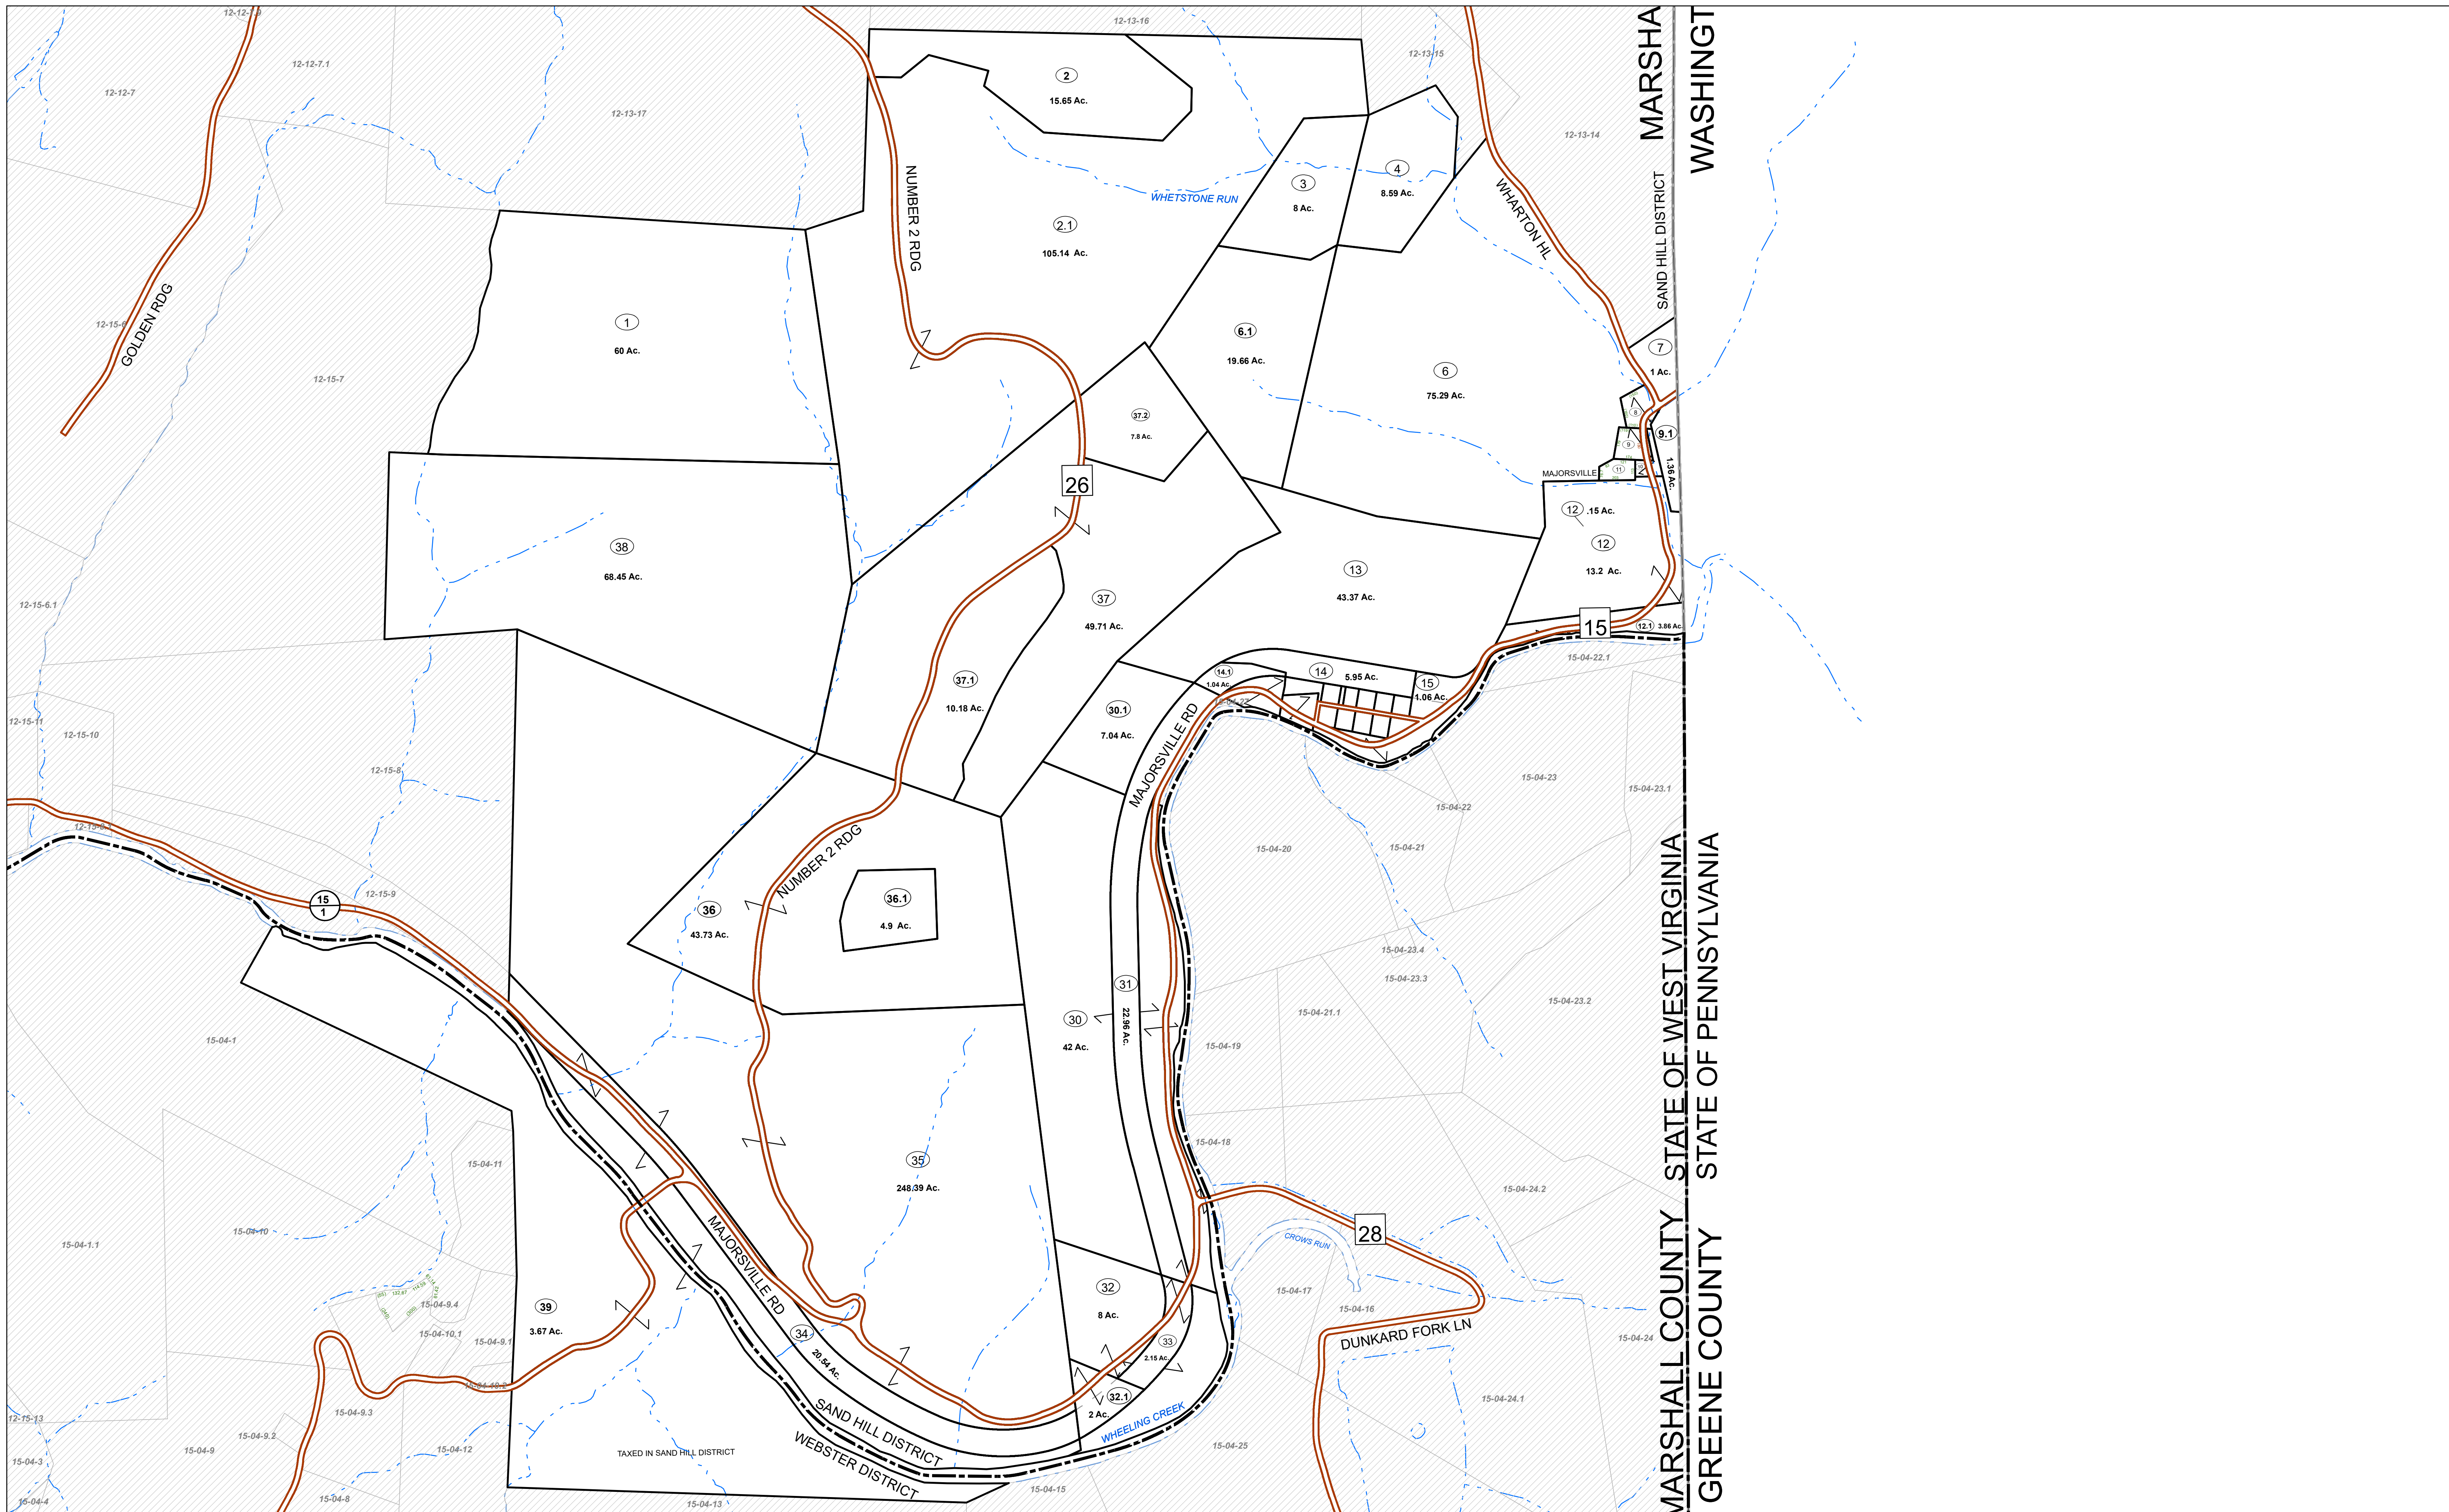 12-12-7.9
12-13-16
MARSHA
WASHINGT
12-13-15
12-12-7.1
2
12-12-7
15.65 Ac.
12-13-17
12-13-14
4
3
8.59 Ac.
WHETSTONE RUN
8 Ac.
NUMBER 2 RDG
WHARTON HL
SAND HILL DISTRICT
2.1
105.14 Ac.
GOLDEN RDG
12-15-6
1
60 Ac.
6.1
19.66 Ac.
7
1 Ac.
6
75.29 Ac.
12-15-7
37.2
7.8 Ac.
8
9.1
1.36 Ac.
9
11
MAJORSVILLE
26
12
.15 Ac.
12
13.2 Ac.
38
68.45 Ac.
13
43.37 Ac.
12-15-6.1
37
49.71 Ac.
15
12.1
3.86 Ac.
15-04-22.1
14.1
1.04 Ac.
14
5.95 Ac.
15
1.06 Ac.
37.1
10.18 Ac.
30.1
7.04 Ac.
MAJORSVILLE RD
12-15-11
12-15-10
12-15-8
15-04-23
15-04-23.1
15-04-22
NUMBER 2 RDG
15-04-20
15-04-21
STATE OF WEST VIRGINIA
STATE OF PENNSYLVANIA
15
1
12-15-9
36
43.73 Ac.
36.1
4.9 Ac.
15-04-23.4
15-04-23.3
15-04-23.2
31
22.96 Ac.
30
42 Ac.
15-04-21.1
15-04-1
15-04-19
15-04-18
35
248.39 Ac.
15-04-11
15-04-24.2
15-04-10
15-04-1.1
MAJORSVILLE RD
28
CROWS RUN
MARSHALL COUNTY
GREENE COUNTY
132.97
15-04-9.4
39
3.67 Ac.
32
8 Ac.
15-04-17
15-04-16
15-04-10.1
15-04-9.1
34
20.54 Ac.
33
2.15 Ac.
DUNKARD FORK LN
15-04-24
15-04-10.2
32.1
2 Ac.
WHEELING CREEK
15-04-24.1
12-15-13
15-04-9.3
SAND HILL DISTRICT
WEBSTER DISTRICT
15-04-9.2
15-04-9
15-04-12
TAXED IN SAND HILL DISTRICT
15-04-25
15-04-3
15-04-4
15-04-8
15-04-13
15-04-15